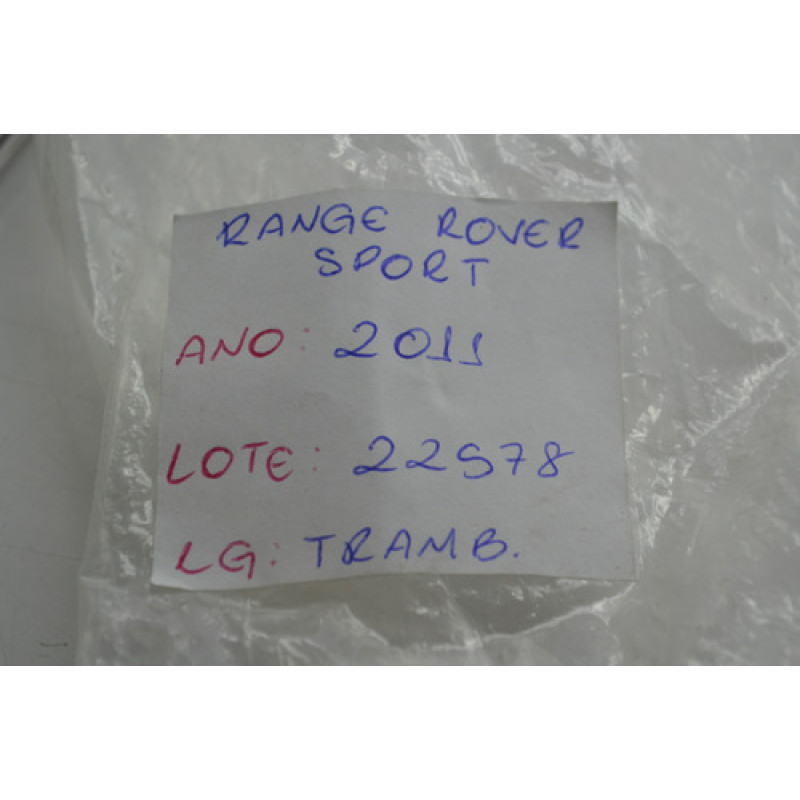 RANGE ROVER
SPORT
ANO: 2011
LOTE: 22578
LG: TRAMB.